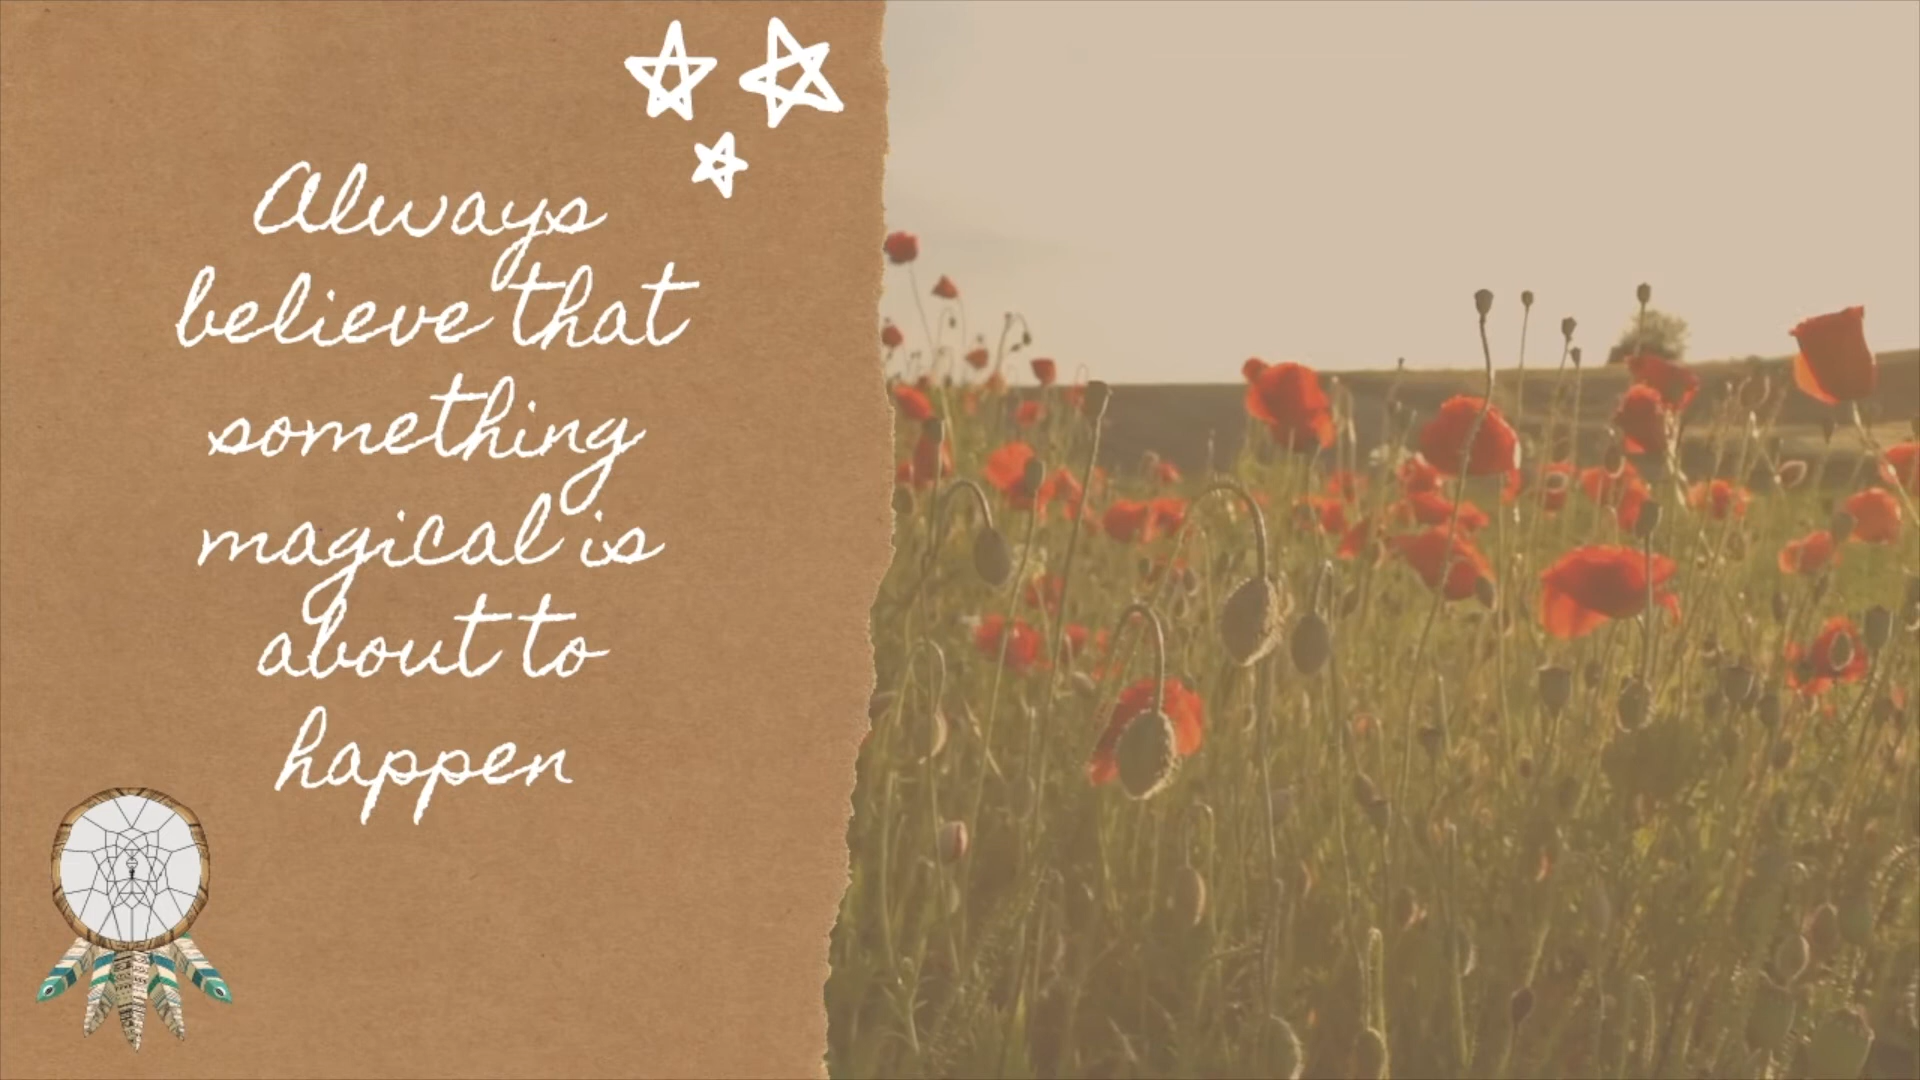 Always
believe that
something
magical is
about to
happen